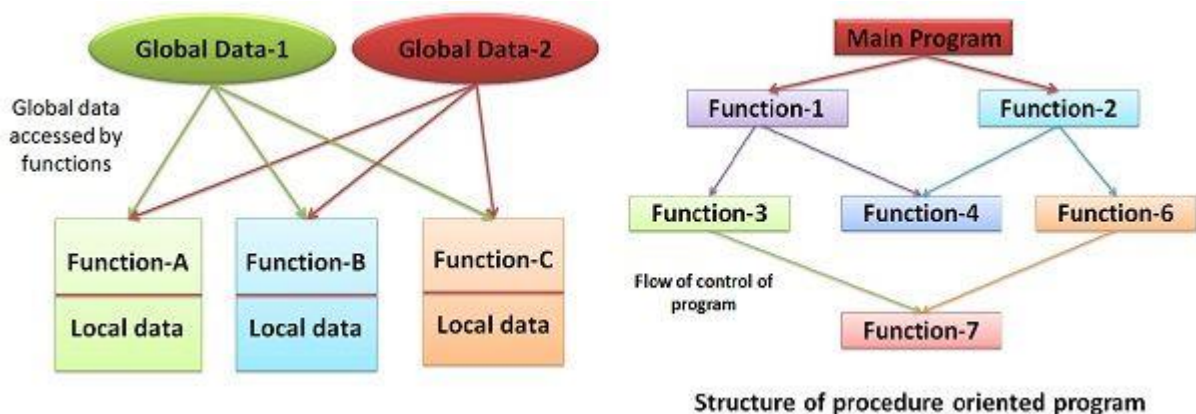 Global Data-1
Global Data-2
Global data
accessed by
functions
Function-A
Function-B
Function-C
Local data
Local data
Local data
Main Program
Function-1
Function-2
Function-3
Function-4
Function-6
Flow of control of
program
Function-7
Structure of procedure oriented program